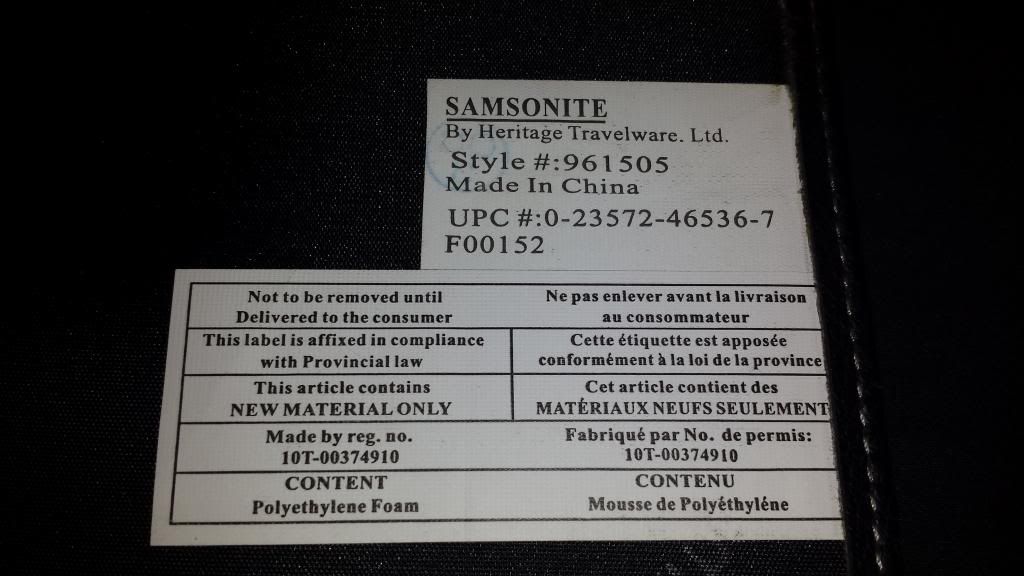 SAMSONITE
By Heritage Travelware. Ltd.
Style #:961505
Made In China
UPC #:0-23572-46536-7
F00152
Not to be removed until
Delivered to the consumer
Ne pas enlever avant la livraison
au consommateur
This label is affixed in compliance
with Provincial law
Cette étiquette est apposée
conformément à la loi de la province
This article contains
NEW MATERIAL ONLY
Cet article contient des
MATÉRIAUX NEUFS SEULEMENT
Made by reg. no.
10T-00374910
Fabriqué par No. de permis:
10T-00374910
CONTENT
Polyethylene Foam
CONTENU
Mousse de Polyéthyléne